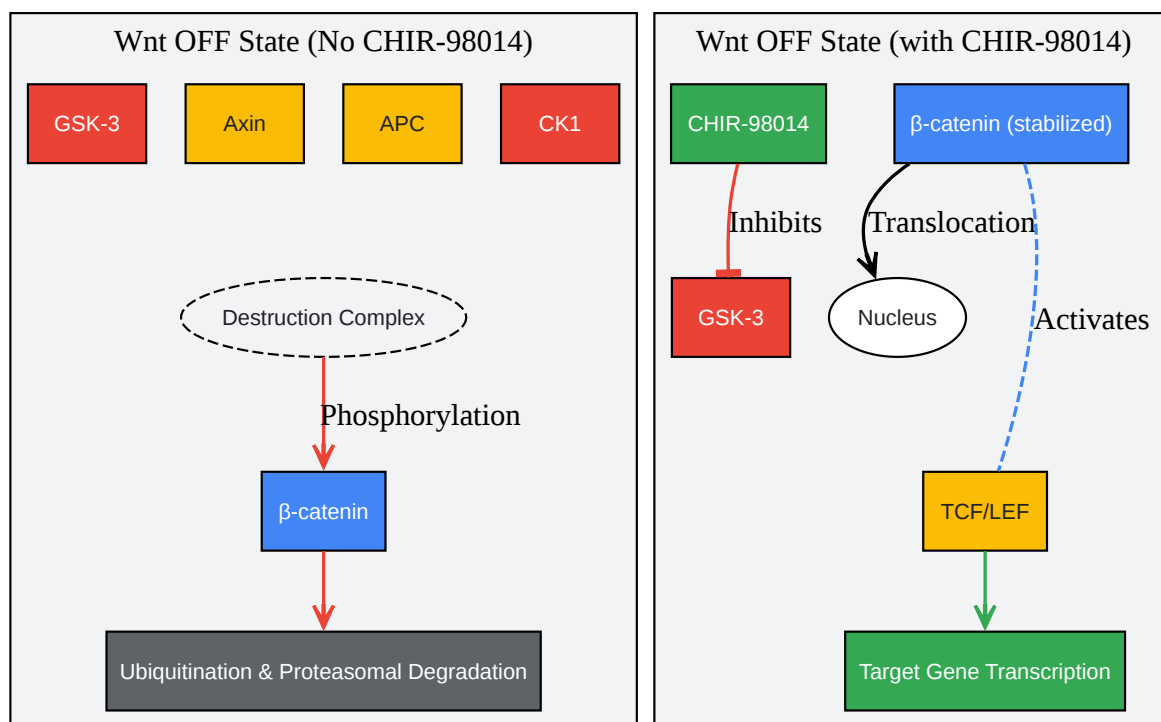 Wnt OFF State (No CHIR-98014)
GSK-3
Axin
APC
CK1
Destruction Complex
Phosphorylation
β-catenin
Ubiquitination & Proteasomal Degradation
Wnt OFF State (with CHIR-98014)
CHIR-98014
β-catenin (stabilized)
Inhibits
Translocation
GSK-3
Nucleus
Activates
TCF/LEF
Target Gene Transcription